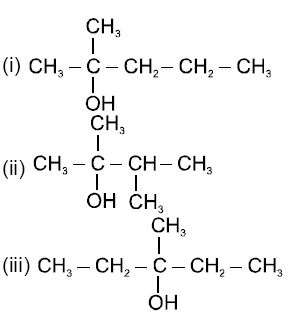 CH₃
(i) CH₃ – C – CH₂ – CH₂ – CH₃
OH
CH₃
(ii) CH₃ – C – CH – CH₃
OH CH₃
CH₃
(iii) CH₃ – CH₂ – C – CH₂ – CH₃
OH